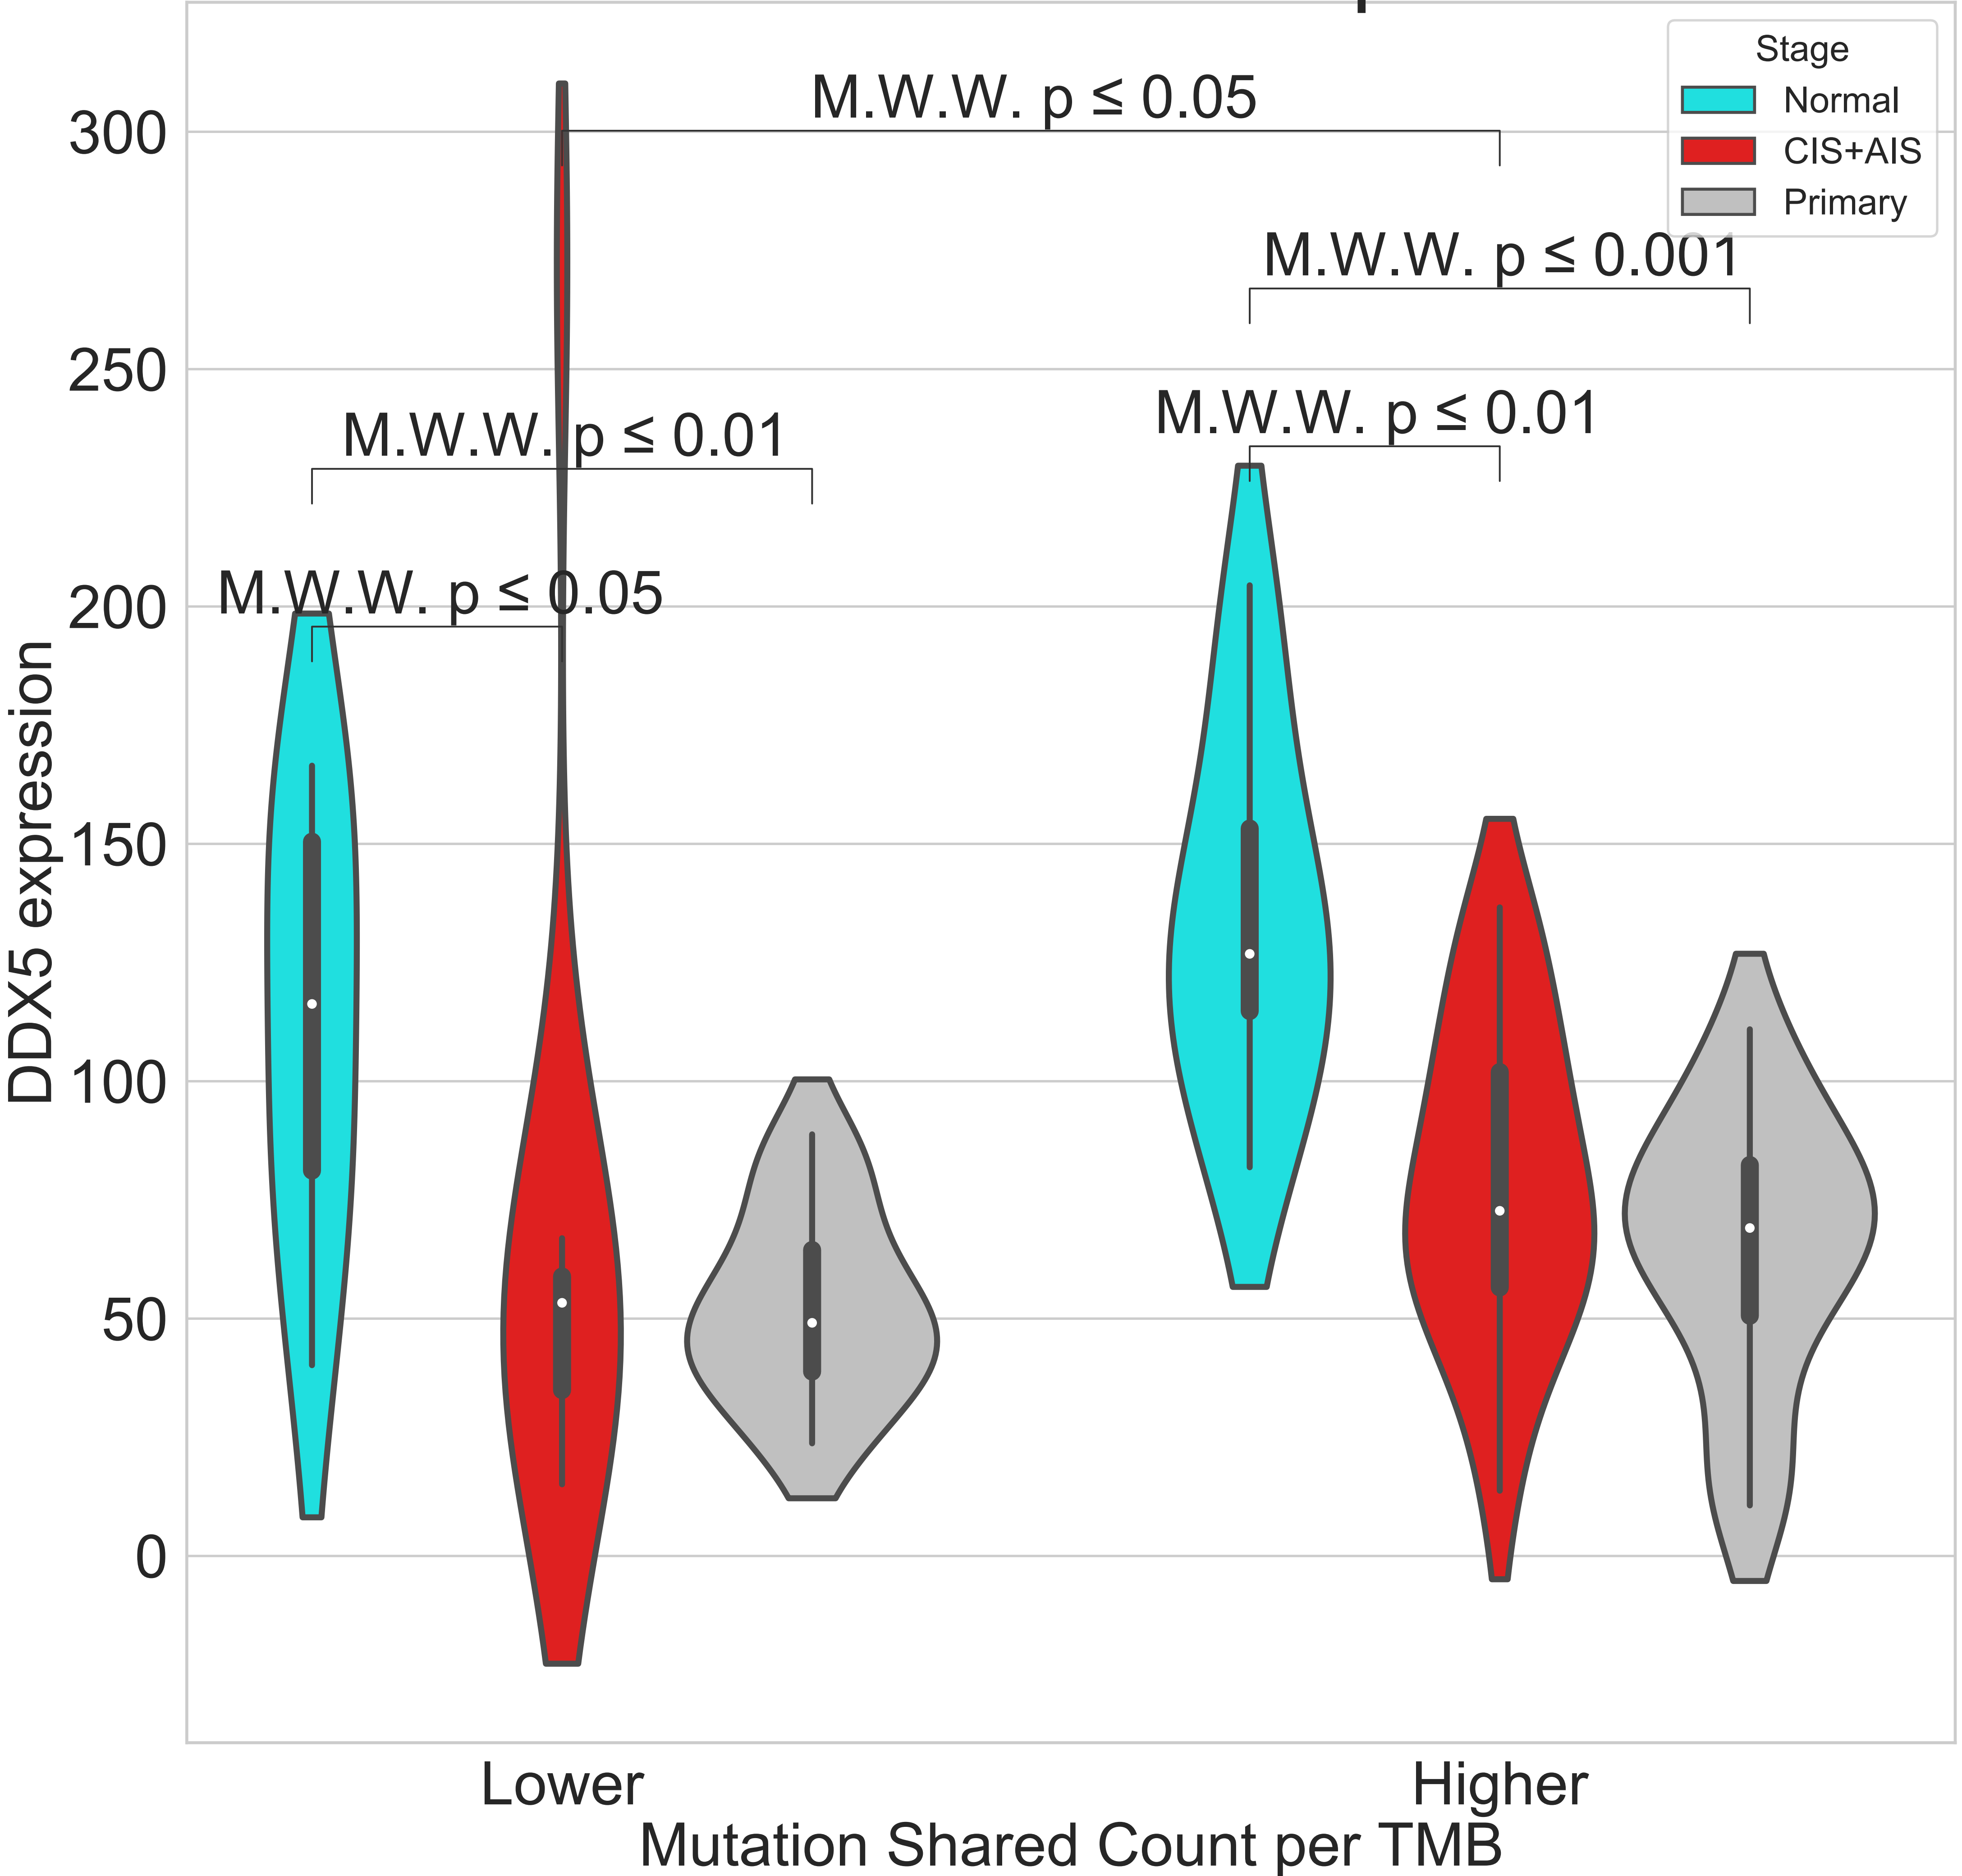 Stage
Normal
CIS+AIS
Primary
M.W.W. p ≤ 0.05
M.W.W. p ≤ 0.001
M.W.W. p ≤ 0.01
M.W.W. p ≤ 0.01
M.W.W. p ≤ 0.05
300
250
200
150
100
50
0
DDX5 expression
Lower
Higher
Mutation Shared Count per TMB